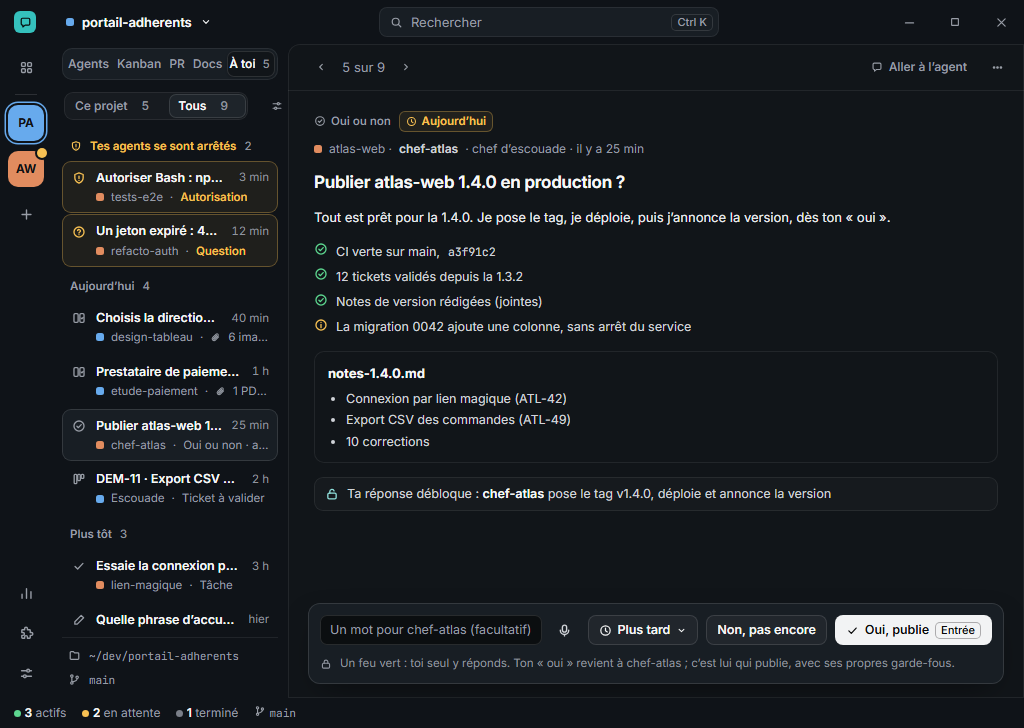 portail-adherents
Rechercher
Ctrl K
Agents Kanban PR Docs À toi 5
Ce projet 5 Tous 9
PA
AW
Tes agents se sont arrêtés 2
Autoriser Bash : np... 3 min
tests-e2e · Autorisation
Un jeton expiré : 4... 12 min
refacto-auth · Question
Aujourd’hui 4
Choisis la directio... 40 min
design-tableau · 6 ima...
Prestataire de paieme... 1 h
etude-paiement · 1 PD...
Publier atlas-web 1... 25 min
chef-atlas · Oui ou non · a...
DEM-11 · Export CSV ... 2 h
Escouade · Ticket à valider
Plus tôt 3
Essaie la connexion p... 3 h
lien-magique · Tâche
Quelle phrase d’accu... hier
~/dev/portail-adherents
main
5 sur 9
Aller à l’agent
Oui ou non Aujourd’hui
atlas-web · chef-atlas · chef d’escouade · il y a 25 min
Publier atlas-web 1.4.0 en production ?
Tout est prêt pour la 1.4.0. Je pose le tag, je déploie, puis j’annonce la version, dès ton « oui ».
CI verte sur main, a3f91c2
12 tickets validés depuis la 1.3.2
Notes de version rédigées (jointes)
La migration 0042 ajoute une colonne, sans arrêt du service
notes-1.4.0.md
• Connexion par lien magique (ATL-42)
• Export CSV des commandes (ATL-49)
• 10 corrections
Ta réponse débloque : chef-atlas pose le tag v1.4.0, déploie et annonce la version
Un mot pour chef-atlas (facultatif)
Plus tard
Non, pas encore
Oui, publie Entrée
Un feu vert : toi seul y réponds. Ton « oui » revient à chef-atlas ; c’est lui qui publie, avec ses propres garde-fous.
3 actifs 2 en attente 1 terminé main